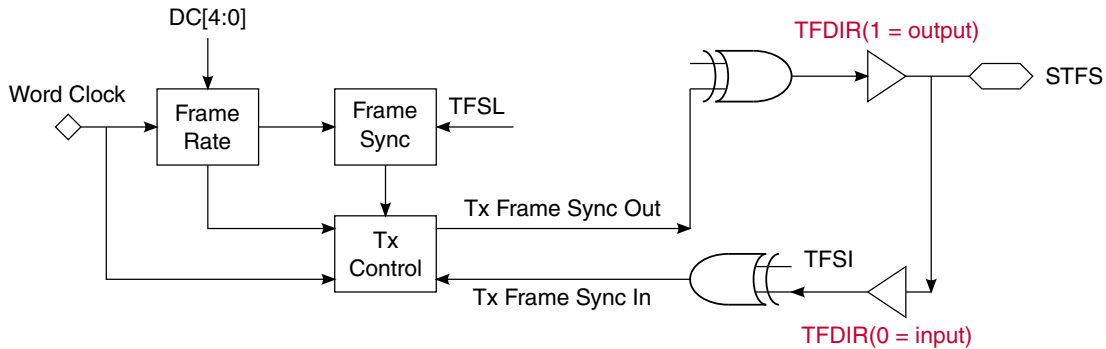 DC[4:0]
TFDIR(1 = output)
STFS
Word Clock
Frame
Rate
Frame
Sync
TFSL
Tx Frame Sync Out
Tx
Control
TFSI
Tx Frame Sync In
TFDIR(0 = input)